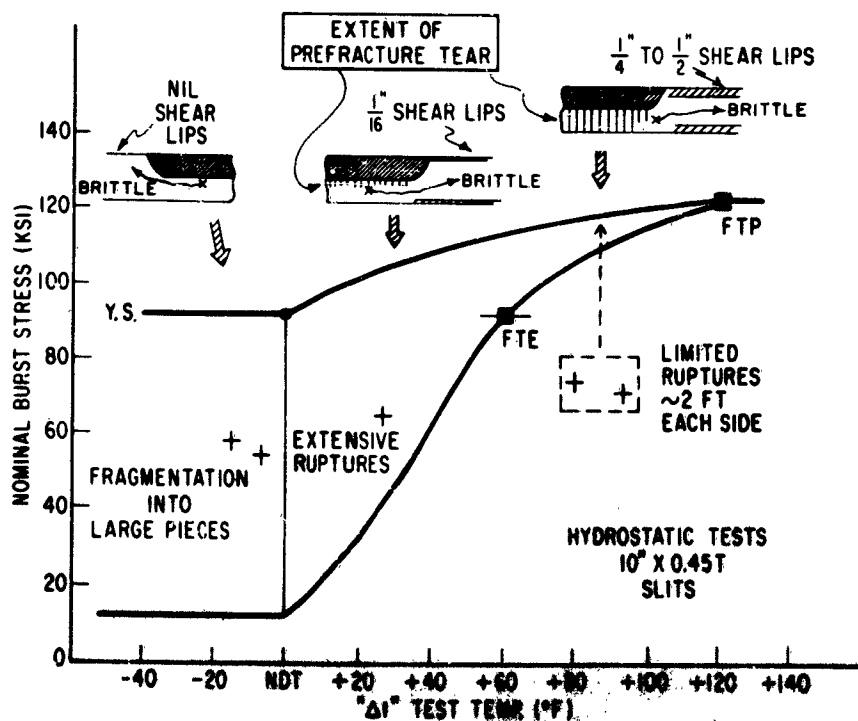 EXTENT OF
PREFRACTURE TEAR
1/4" TO 1/2" SHEAR LIPS
NIL
SHEAR
LIPS
1/16" SHEAR LIPS
BRITTLE
BRITTLE
BRITTLE
NOMINAL BURST STRESS (KSI)
140
120
100
80
60
40
20
0
Y.S.
FTP
FTE
LIMITED
RUPTURES
~2 FT
EACH SIDE
EXTENSIVE
RUPTURES
FRAGMENTATION
INTO
LARGE PIECES
HYDROSTATIC TESTS
10" X 0.45T
SLITS
-40 -20 NDT +20 +40 +60 +80 +100 +120 +140
"Δt" TEST TEMP (°F)